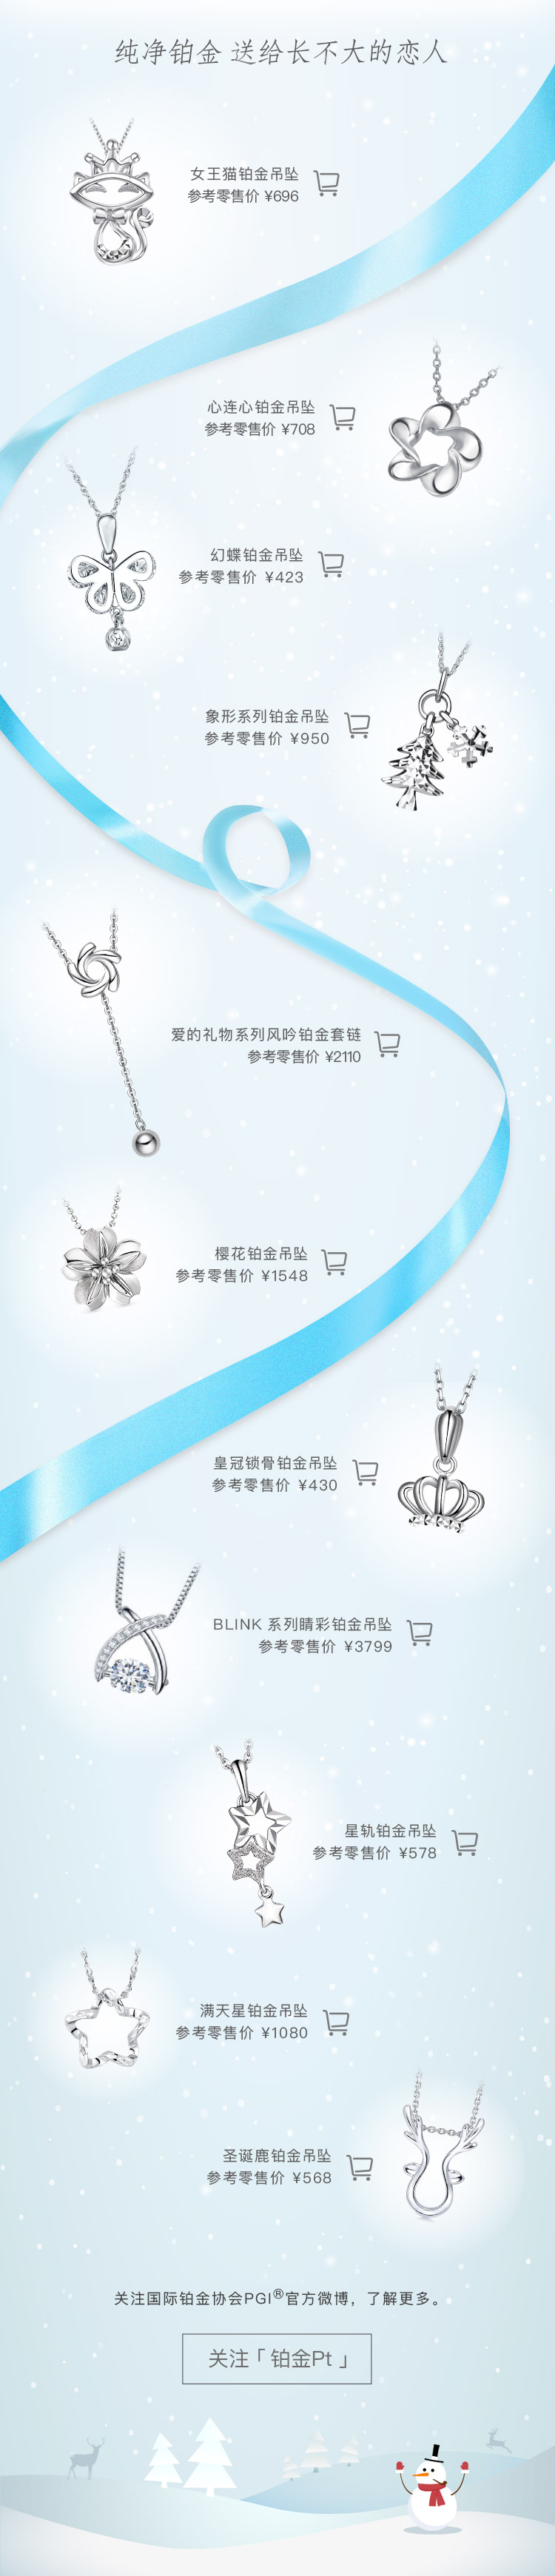 纯净铂金 送给长不大的恋人
女王猫铂金吊坠
参考零售价 ¥696
心连心铂金吊坠
参考零售价 ¥708
幻蝶铂金吊坠
参考零售价 ¥423
象形系列铂金吊坠
参考零售价 ¥950
爱的礼物系列风吟铂金套链
参考零售价 ¥2110
樱花铂金吊坠
参考零售价 ¥1548
皇冠锁骨铂金吊坠
参考零售价 ¥430
BLINK 系列睛彩铂金吊坠
参考零售价 ¥3799
星轨铂金吊坠
参考零售价 ¥578
满天星铂金吊坠
参考零售价 ¥1080
圣诞鹿铂金吊坠
参考零售价 ¥568
关注国际铂金协会PGI®官方微博，了解更多。
关注「铂金Pt 」